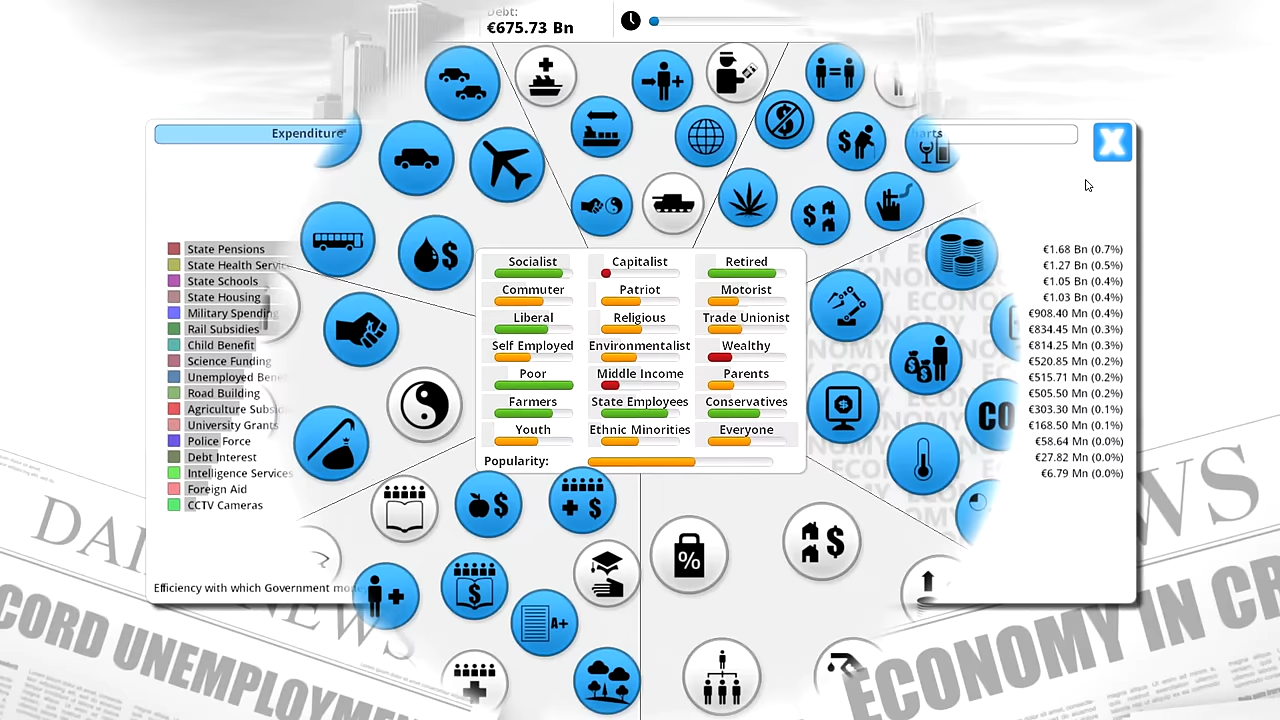 Debt:
€675.73 Bn
Expenditure
harts
State Pensions
State Health Servic
State Schools
State Housing
Military Spending
Rail Subsidies
Child Benefit
Science Funding
Unemployed Bene
Road Building
Agriculture Subsid
University Grants
Police Force
Debt Interest
Intelligence Services
Foreign Aid
CCTV Cameras
Efficiency with which Government mon
Socialist Capitalist Retired
Commuter Patriot Motorist
Liberal Religious Trade Unionist
Self Employed Environmentalist Wealthy
Poor Middle Income Parents
Farmers State Employees Conservatives
Youth Ethnic Minorities Everyone
Popularity:
€1.68 Bn (0.7%)
€1.27 Bn (0.5%)
€1.05 Bn (0.4%)
€1.03 Bn (0.4%)
€908.40 Mn (0.4%)
€834.45 Mn (0.3%)
€814.25 Mn (0.3%)
€520.85 Mn (0.2%)
€515.71 Mn (0.2%)
€505.50 Mn (0.2%)
€303.30 Mn (0.1%)
€168.50 Mn (0.1%)
€58.64 Mn (0.0%)
€27.82 Mn (0.0%)
€6.79 Mn (0.0%)
CO
A+
ECONOMY
DAI
NEWS
CORD UNEMPLOYM
WS
ECONOMY IN CR